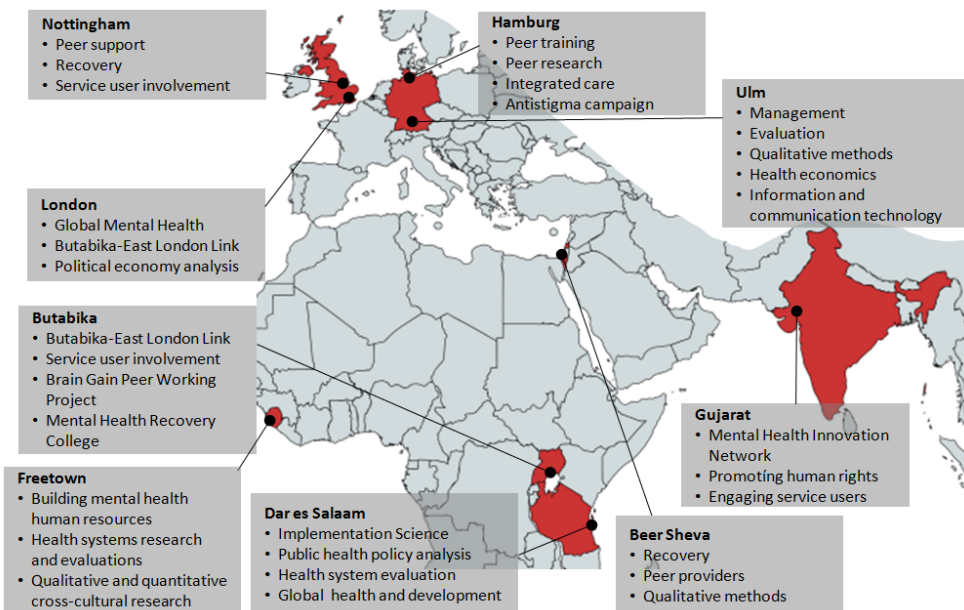 Nottingham
• Peer support
• Recovery
• Service user involvement
Hamburg
• Peer training
• Peer research
• Integrated care
• Antistigma campaign
Ulm
• Management
• Evaluation
• Qualitative methods
• Health economics
• Information and
communication technology
London
• Global Mental Health
• Butabika-East London Link
• Political economy analysis
Butabika
• Butabika-East London Link
• Service user involvement
• Brain Gain Peer Working
Project
• Mental Health Recovery
College
Gujarat
• Mental Health Innovation
Network
• Promoting human rights
• Engaging service users
Freetown
• Building mental health
human resources
• Health systems research
and evaluations
• Qualitative and quantitative
cross-cultural research
Dar es Salaam
• Implementation Science
• Public health policy analysis
• Health system evaluation
• Global health and development
Beer Sheva
• Recovery
• Peer providers
• Qualitative methods